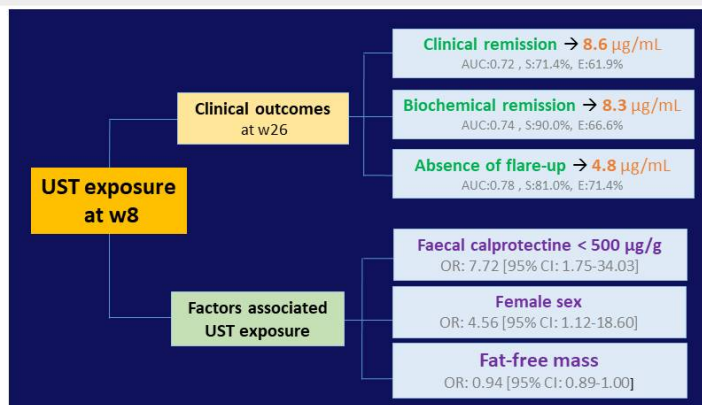 UST exposure
at w8
Clinical outcomes
at w26
Clinical remission → 8.6 µg/mL
AUC:0.72 , S:71.4%, E:61.9%
Biochemical remission → 8.3 µg/mL
AUC:0.74 , S:90.0%, E:66.6%
Absence of flare-up → 4.8 µg/mL
AUC:0.78 , S:81.0%, E:71.4%
Factors associated
UST exposure
Faecal calprotectine < 500 µg/g
OR: 7.72 [95% CI: 1.75-34.03]
Female sex
OR: 4.56 [95% CI: 1.12-18.60]
Fat-free mass
OR: 0.94 [95% CI: 0.89-1.00]